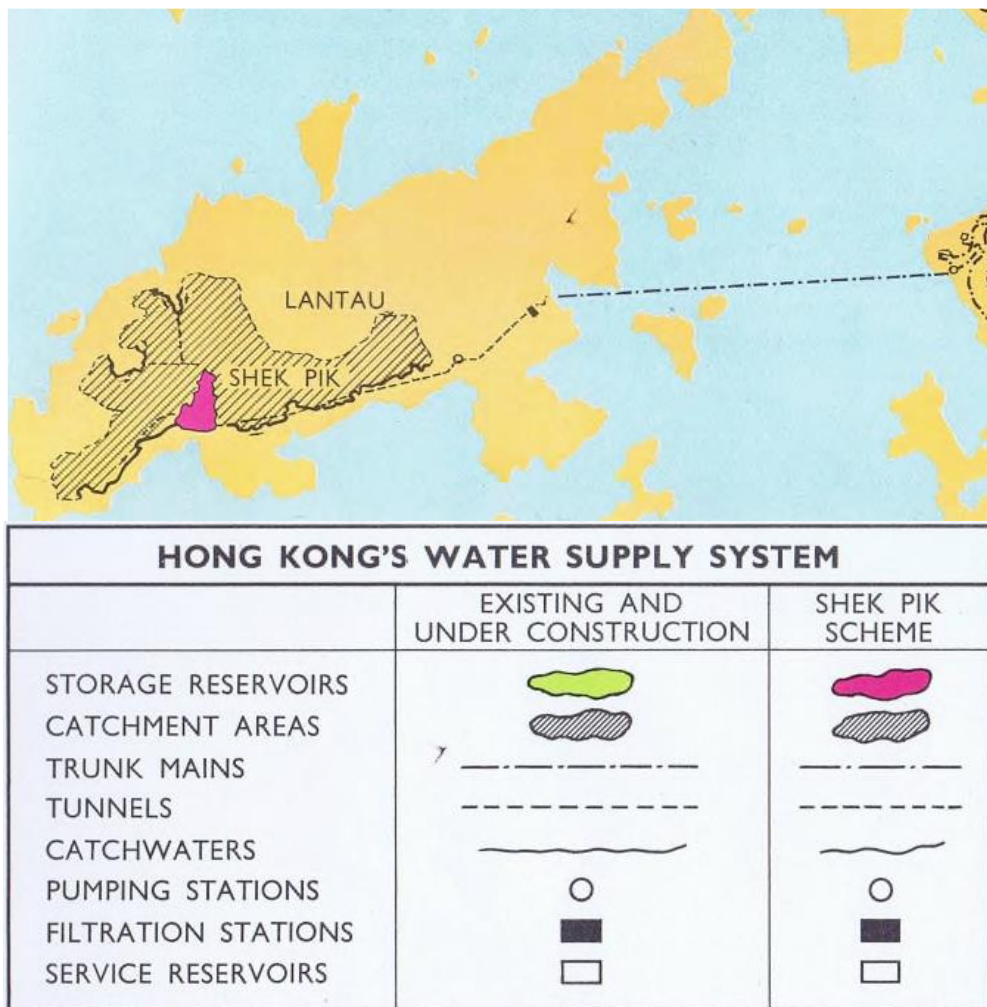 LANTAU
SHEK PIK
HONG KONG'S WATER SUPPLY SYSTEM
EXISTING AND
UNDER CONSTRUCTION
SHEK PIK
SCHEME
STORAGE RESERVOIRS
CATCHMENT AREAS
TRUNK MAINS
TUNNELS
CATCHWATERS
PUMPING STATIONS
FILTRATION STATIONS
SERVICE RESERVOIRS